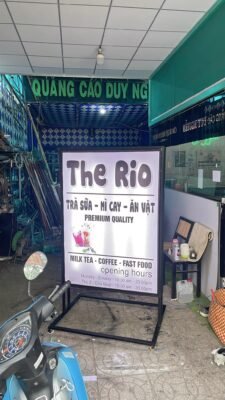 QUẢNG CÁO DUY NG
The Rio
TRÀ SỮA - MÌ CAY - ĂN VẶT
PREMIUM QUALITY
MILK TEA - COFFEE - FAST FOOD
opening hours